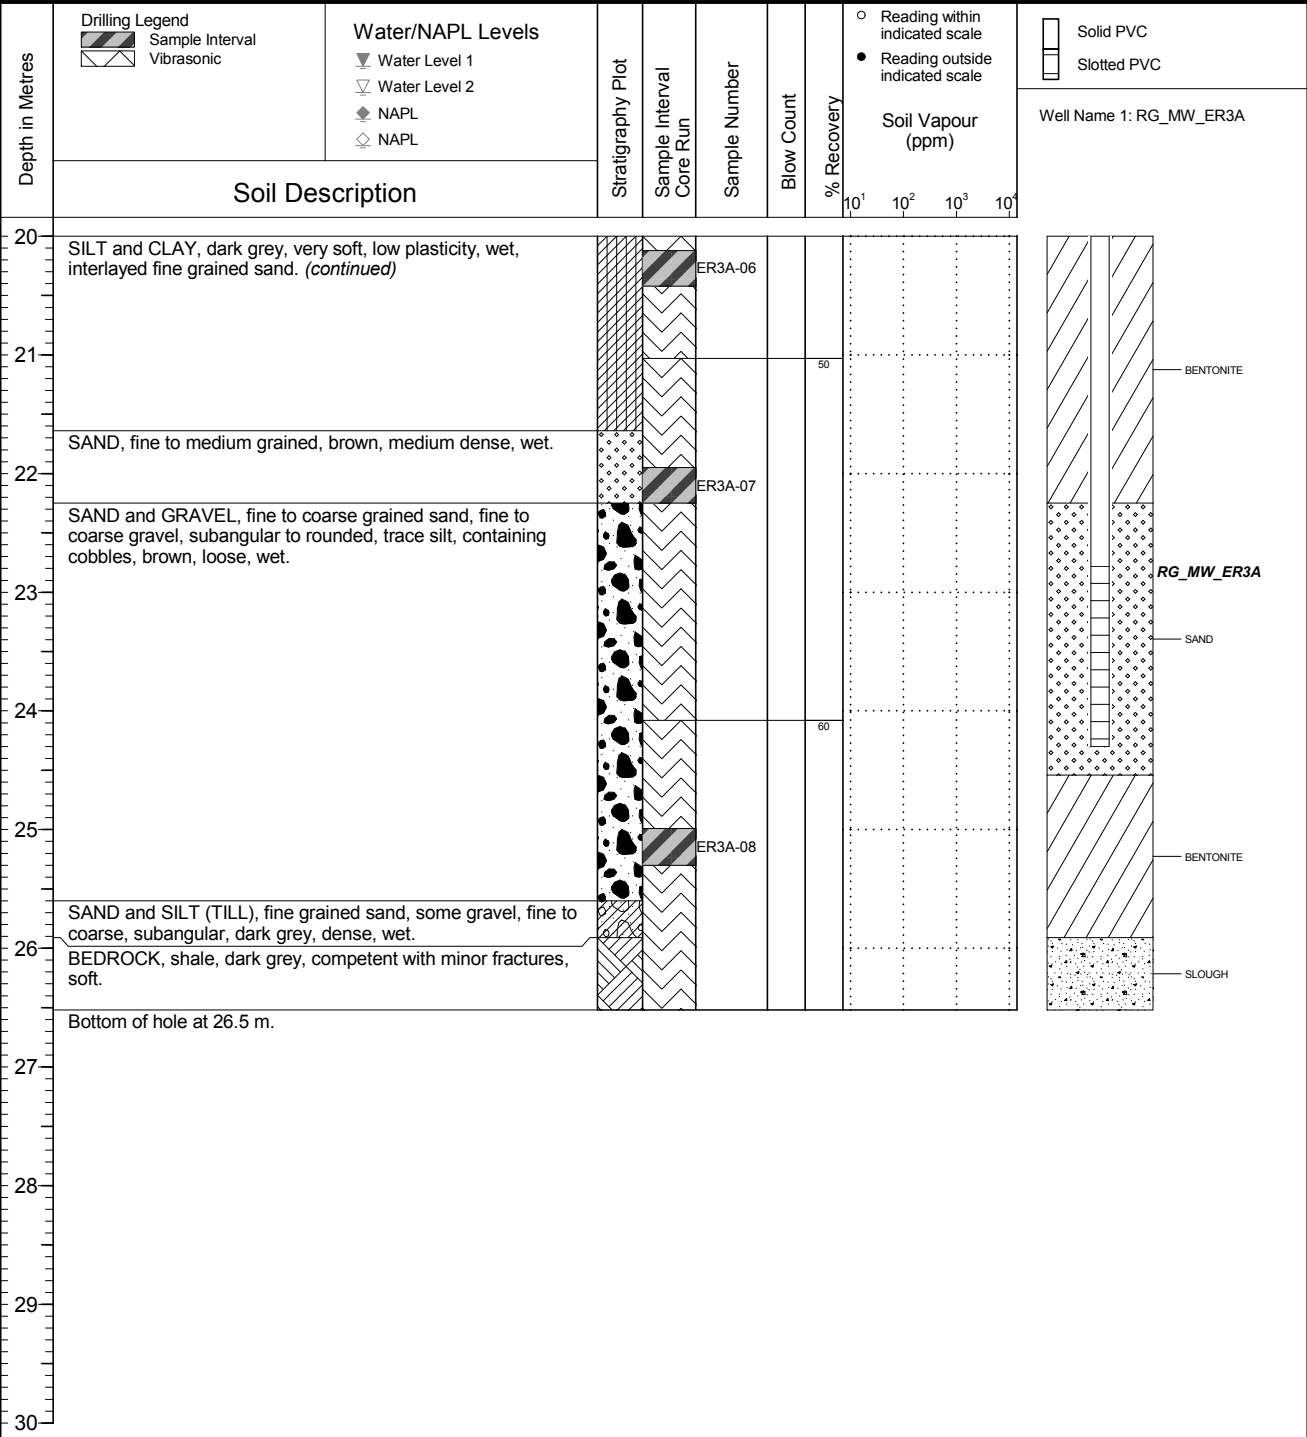 Depth in Metres
Drilling Legend
Sample Interval
Vibrasonic
Water/NAPL Levels
Water Level 1
Water Level 2
NAPL
NAPL
Soil Description
Stratigraphy Plot
Sample Interval
Core Run
Sample Number
Blow Count
% Recovery
Reading within
indicated scale
Reading outside
indicated scale
Soil Vapour
(ppm)
10¹ 10² 10³ 10⁴
Solid PVC
Slotted PVC
Well Name 1: RG_MW_ER3A
20
SILT and CLAY, dark grey, very soft, low plasticity, wet,
interlayed fine grained sand. (continued)
ER3A-06
21
50
BENTONITE
SAND, fine to medium grained, brown, medium dense, wet.
22
ER3A-07
SAND and GRAVEL, fine to coarse grained sand, fine to
coarse gravel, subangular to rounded, trace silt, containing
cobbles, brown, loose, wet.
RG_MW_ER3A
23
SAND
24
60
25
ER3A-08
BENTONITE
SAND and SILT (TILL), fine grained sand, some gravel, fine to
coarse, subangular, dark grey, dense, wet.
26
BEDROCK, shale, dark grey, competent with minor fractures,
soft.
SLOUGH
Bottom of hole at 26.5 m.
27
28
29
30